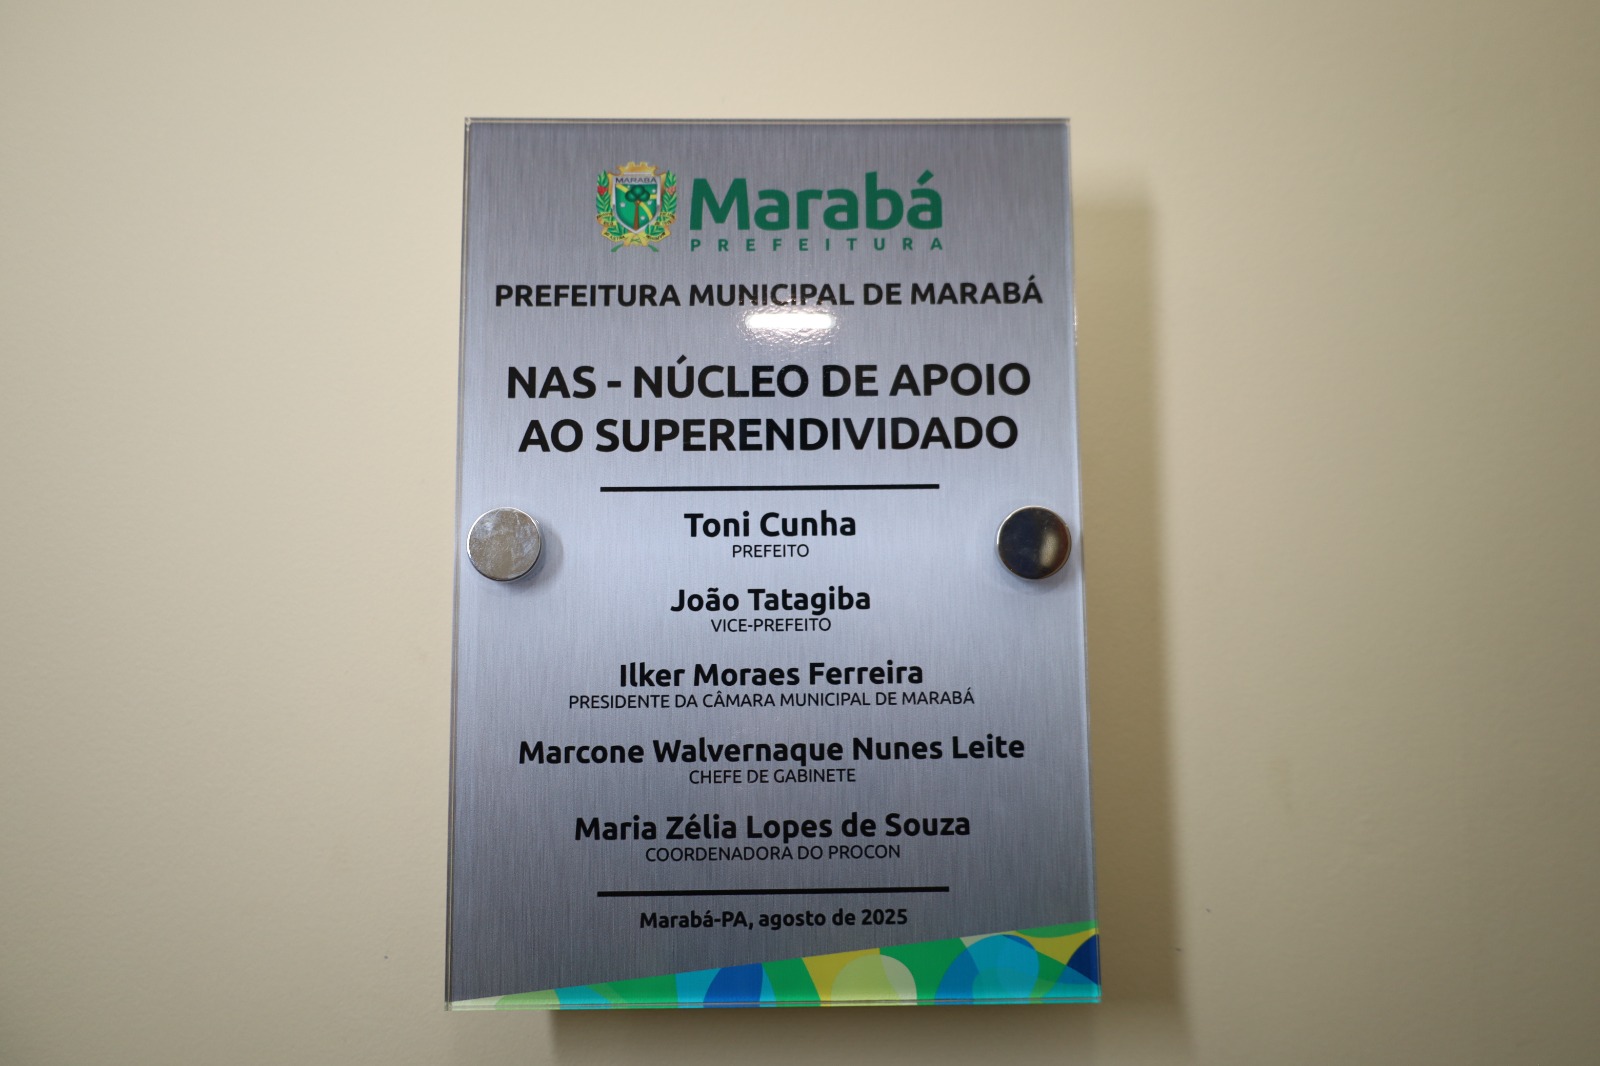 MARABÁ
Marabá
PREFEITURA
PREFEITURA MUNICIPAL DE MARABÁ
NAS - NÚCLEO DE APOIO
AO SUPERENDIVIDADO
Toni Cunha
PREFEITO
João Tatagiba
VICE-PREFEITO
Ilker Moraes Ferreira
PRESIDENTE DA CÂMARA MUNICIPAL DE MARABÁ
Marcone Walvernaque Nunes Leite
CHEFE DE GABINETE
Maria Zélia Lopes de Souza
COORDENADORA DO PROCON
Marabá-PA, agosto de 2025